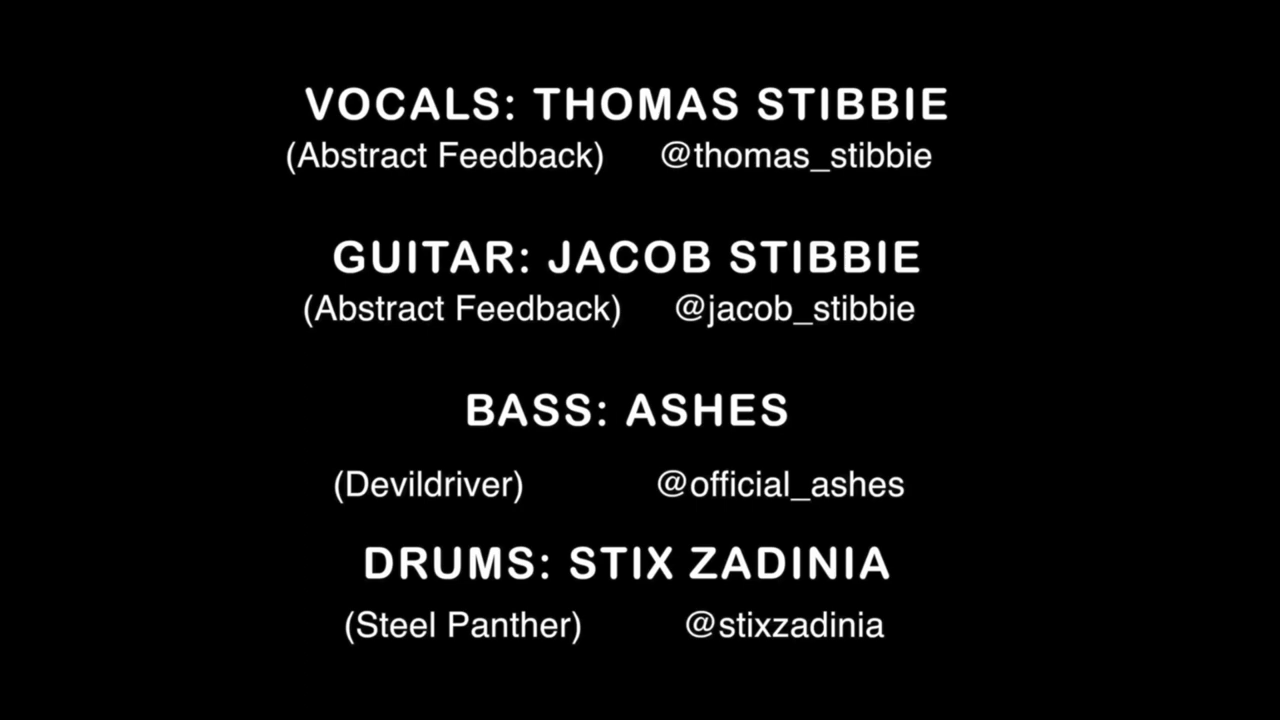 VOCALS: THOMAS STIBBIE
(Abstract Feedback) @thomas_stibbie
GUITAR: JACOB STIBBIE
(Abstract Feedback) @jacob_stibbie
BASS: ASHES
(Devildriver) @official_ashes
DRUMS: STIX ZADINIA
(Steel Panther) @stixzadinia